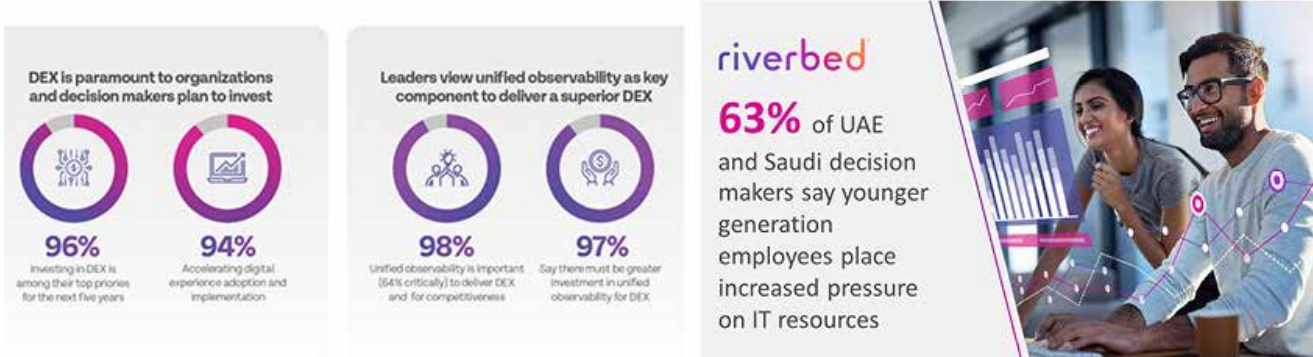 DEX is paramount to organizations
and decision makers plan to invest
96%
Investing in DEX is
among their top priories
for the next five years
94%
Accelerating digital
experience adoption and
implementation
Leaders view unified observability as key
component to deliver a superior DEX
98%
Unified observability is important
(64% critically) to deliver DEX
and for competitiveness
97%
Say there must be greater
investment in unified
observability for DEX
riverbed
63% of UAE
and Saudi decision
makers say younger
generation
employees place
increased pressure
on IT resources